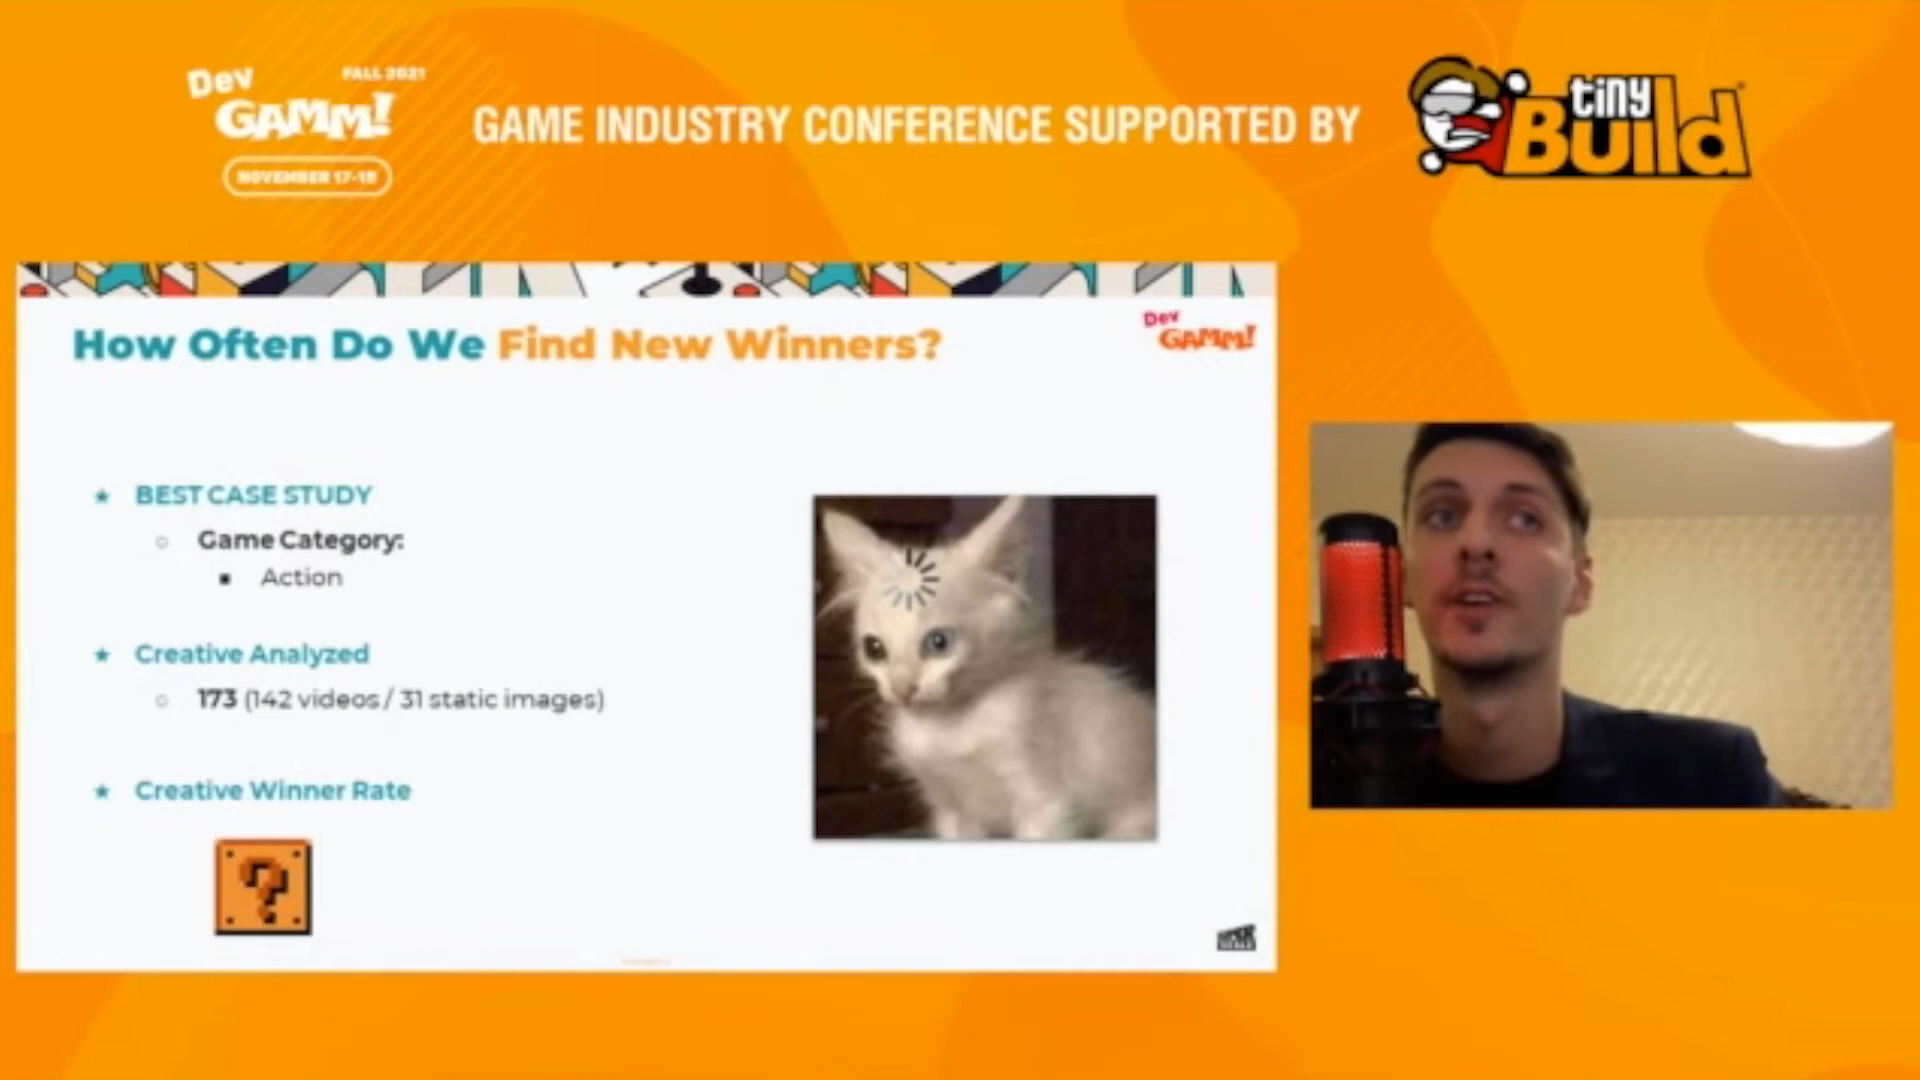 Dev
GAMM!
FALL 2021
NOVEMBER 17-19
GAME INDUSTRY CONFERENCE SUPPORTED BY
tiny
Build
How Often Do We Find New Winners?
Dev
GAMM!
★ BEST CASE STUDY
○ Game Category:
■ Action
★ Creative Analyzed
○ 173 (142 videos / 31 static images)
★ Creative Winner Rate
?
SUPER
SCALE